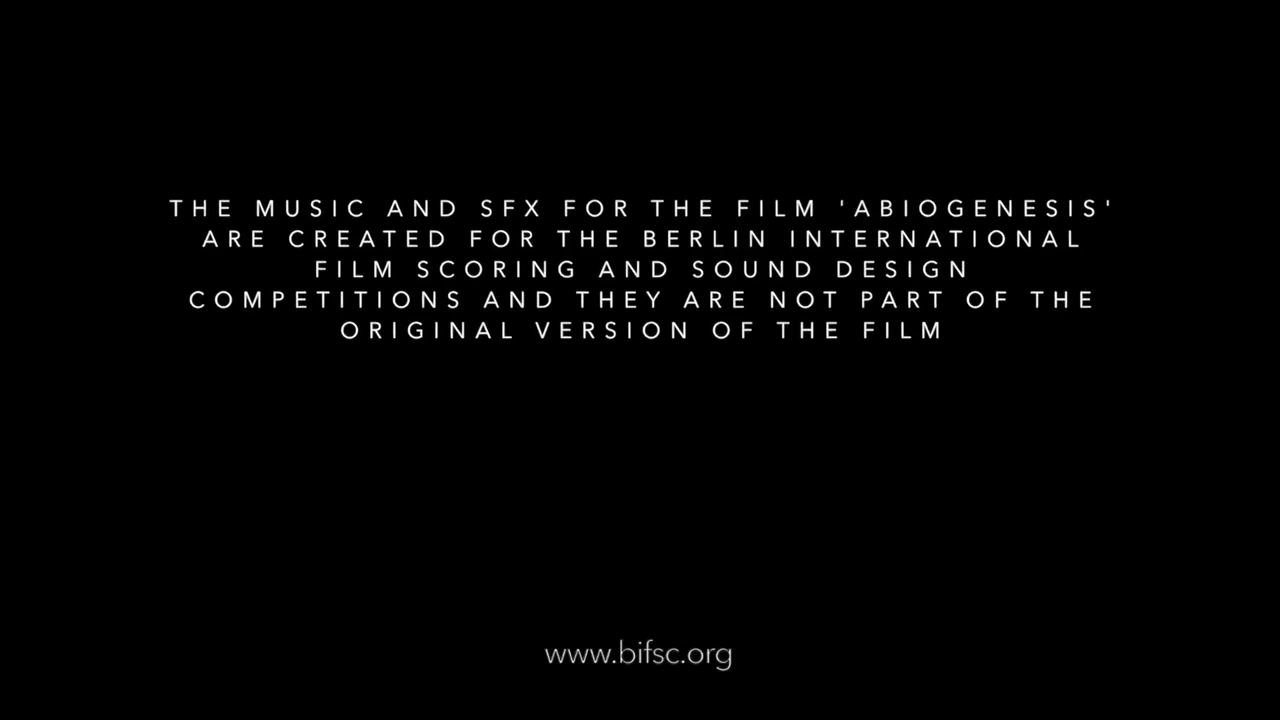 THE MUSIC AND SFX FOR THE FILM 'ABIOGENESIS'
ARE CREATED FOR THE BERLIN INTERNATIONAL
FILM SCORING AND SOUND DESIGN
COMPETITIONS AND THEY ARE NOT PART OF THE
ORIGINAL VERSION OF THE FILM
www.bifsc.org